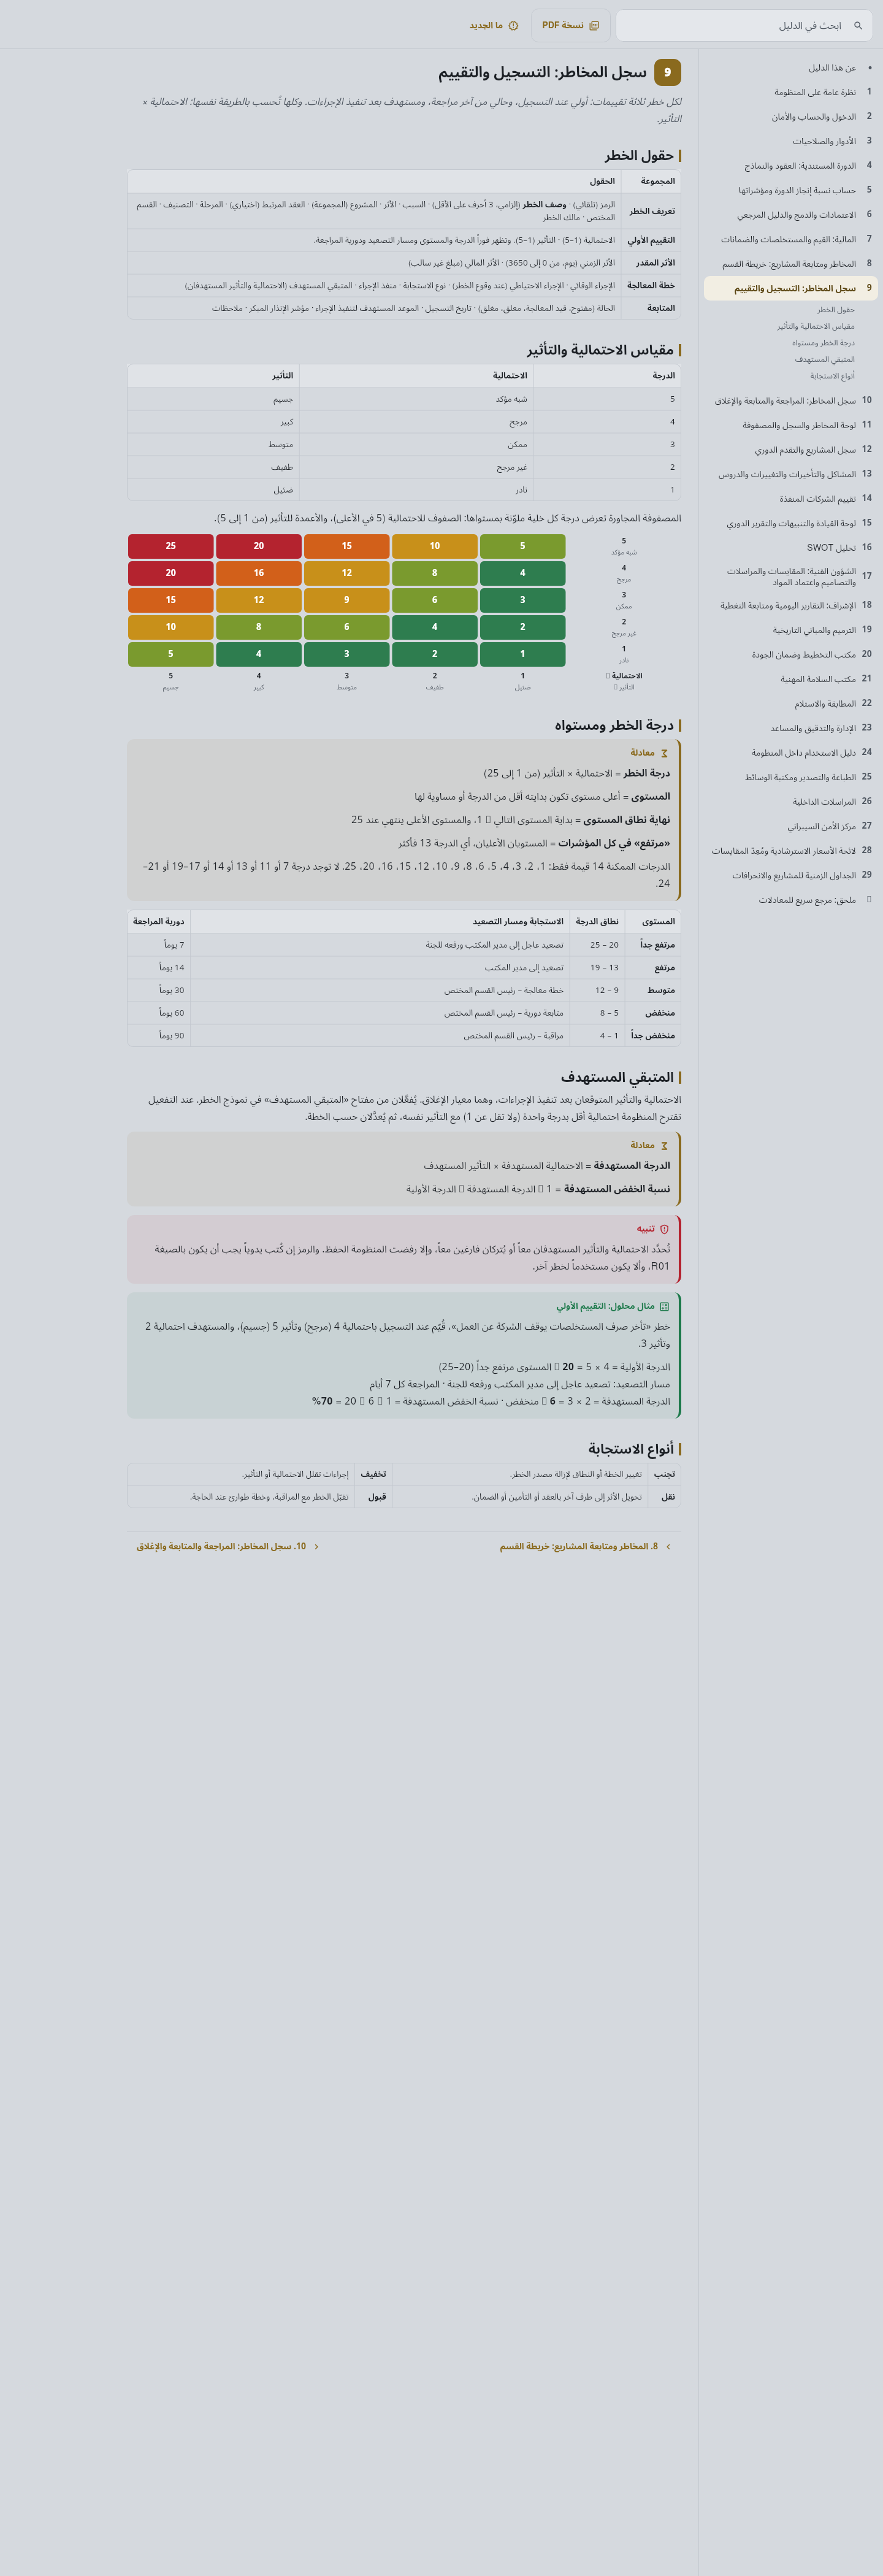 ابحث في الدليل
نسخة PDF
ما الجديد
عن هذا الدليل
1 نظرة عامة على المنظومة
2 الدخول والحساب والأمان
3 الأدوار والصلاحيات
4 الدورة المستندية: العقود والنماذج
5 حساب نسبة إنجاز الدورة ومؤشراتها
6 الاعتمادات والدمج والدليل المرجعي
7 المالية: القيم والمستخلصات والضمانات
8 المخاطر ومتابعة المشاريع: خريطة القسم
9 سجل المخاطر: التسجيل والتقييم
حقول الخطر
مقياس الاحتمالية والتأثير
درجة الخطر ومستواه
المتبقي المستهدف
أنواع الاستجابة
10 سجل المخاطر: المراجعة والمتابعة والإغلاق
11 لوحة المخاطر والسجل والمصفوفة
12 سجل المشاريع والتقدم الدوري
13 المشاكل والتأخيرات والتغييرات والدروس
14 تقييم الشركات المنفذة
15 لوحة القيادة والتنبيهات والتقرير الدوري
16 تحليل SWOT
17 الشؤون الفنية: المقايسات والمراسلات
والتصاميم واعتماد المواد
18 الإشراف: التقارير اليومية ومتابعة التغطية
19 الترميم والمباني التاريخية
20 مكتب التخطيط وضمان الجودة
21 مكتب السلامة المهنية
22 المطابقة والاستلام
23 الإدارة والتدقيق والمساعد
24 دليل الاستخدام داخل المنظومة
25 الطباعة والتصدير ومكتبة الوسائط
26 المراسلات الداخلية
27 مركز الأمن السيبراني
28 لائحة الأسعار الاسترشادية ومُعِدّ المقايسات
29 الجداول الزمنية للمشاريع والانحرافات
ملحق: مرجع سريع للمعادلات
9 سجل المخاطر: التسجيل والتقييم
لكل خطر ثلاثة تقييمات: أولي عند التسجيل، وحالي من آخر مراجعة، ومستهدف بعد تنفيذ الإجراءات. وكلها تُحسب بالطريقة نفسها: الاحتمالية ×
التأثير.
حقول الخطر
المجموعة الحقول
تعريف الخطر الرمز (تلقائي) · وصف الخطر (إلزامي، 3 أحرف على الأقل) · السبب · الأثر · المشروع (المجموعة) · العقد المرتبط (اختياري) · المرحلة · التصنيف · القسم
المختص · مالك الخطر
التقييم الأولي الاحتمالية (1–5) · التأثير (1–5). وتظهر فوراً الدرجة والمستوى ومسار التصعيد ودورية المراجعة.
الأثر المقدر الأثر الزمني (يوم، من 0 إلى 3650) · الأثر المالي (مبلغ غير سالب)
خطة المعالجة الإجراء الوقائي · الإجراء الاحتياطي (عند وقوع الخطر) · نوع الاستجابة · منفذ الإجراء · المتبقي المستهدف (الاحتمالية والتأثير المستهدفان)
المتابعة الحالة (مفتوح، قيد المعالجة، مغلق، معلق) · تاريخ التسجيل · الموعد المستهدف لتنفيذ الإجراء · مؤشر الإنذار المبكر · ملاحظات
مقياس الاحتمالية والتأثير
الدرجة الاحتمالية التأثير
5 شبه مؤكد جسيم
4 مرجح كبير
3 ممكن متوسط
2 غير مرجح طفيف
1 نادر ضئيل
المصفوفة المجاورة تعرض درجة كل خلية ملوّنة بمستواها: الصفوف للاحتمالية (5 في الأعلى)، والأعمدة للتأثير (من 1 إلى 5).
5 شبه مؤكد 5 10 15 20 25
4 مرجح 4 8 12 16 20
3 ممكن 3 6 9 12 15
2 غير مرجح 2 4 6 8 10
1 نادر 1 2 3 4 5
الاحتمالية 1 2 3 4 5
التأثير ضئيل طفيف متوسط كبير جسيم
درجة الخطر ومستواه
معادلة
درجة الخطر = الاحتمالية × التأثير (من 1 إلى 25)
المستوى = أعلى مستوى تكون بدايته أقل من الدرجة أو مساوية لها
نهاية نطاق المستوى = بداية المستوى التالي 1، والمستوى الأعلى ينتهي عند 25
«مرتفع» في كل المؤشرات = المستويان الأعليان، أي الدرجة 13 فأكثر
الدرجات الممكنة 14 قيمة فقط: 1، 2، 3، 4، 5، 6، 8، 9، 10، 12، 15، 16، 20، 25. لا توجد درجة 7 أو 11 أو 13 أو 14 أو 17–19 أو 21–
24.
المستوى نطاق الدرجة الاستجابة ومسار التصعيد دورية المراجعة
مرتفع جداً 20 – 25 تصعيد عاجل إلى مدير المكتب ورفعه للجنة 7 يوماً
مرتفع 13 – 19 تصعيد إلى مدير المكتب 14 يوماً
متوسط 9 – 12 خطة معالجة – رئيس القسم المختص 30 يوماً
منخفض 5 – 8 متابعة دورية – رئيس القسم المختص 60 يوماً
منخفض جداً 1 – 4 مراقبة – رئيس القسم المختص 90 يوماً
المتبقي المستهدف
الاحتمالية والتأثير المتوقعان بعد تنفيذ الإجراءات، وهما معيار الإغلاق. يُفعَّلان من مفتاح «المتبقي المستهدف» في نموذج الخطر. عند التفعيل
تقترح المنظومة احتمالية أقل بدرجة واحدة (ولا تقل عن 1) مع التأثير نفسه، ثم يُعدَّلان حسب الخطة.
معادلة
الدرجة المستهدفة = الاحتمالية المستهدفة × التأثير المستهدف
نسبة الخفض المستهدفة = 1 الدرجة المستهدفة الدرجة الأولية
تنبيه
تُحدَّد الاحتمالية والتأثير المستهدفان معاً أو يُتركان فارغين معاً، وإلا رفضت المنظومة الحفظ. والرمز إن كُتب يدوياً يجب أن يكون بالصيغة
R01، وألا يكون مستخدماً لخطر آخر.
مثال محلول: التقييم الأولي
خطر «تأخر صرف المستخلصات يوقف الشركة عن العمل»، قُيّم عند التسجيل باحتمالية 4 (مرجح) وتأثير 5 (جسيم)، والمستهدف احتمالية 2
وتأثير 3.
الدرجة الأولية = 4 × 5 = 20 المستوى مرتفع جداً (20–25)
مسار التصعيد: تصعيد عاجل إلى مدير المكتب ورفعه للجنة · المراجعة كل 7 أيام
الدرجة المستهدفة = 2 × 3 = 6 منخفض · نسبة الخفض المستهدفة = 1 6 20 = 70%
أنواع الاستجابة
تجنب تغيير الخطة أو النطاق لإزالة مصدر الخطر. تخفيف إجراءات تقلل الاحتمالية أو التأثير.
نقل تحويل الأثر إلى طرف آخر بالعقد أو التأمين أو الضمان. قبول تقبّل الخطر مع المراقبة، وخطة طوارئ عند الحاجة.
8. المخاطر ومتابعة المشاريع: خريطة القسم
10. سجل المخاطر: المراجعة والمتابعة والإغلاق